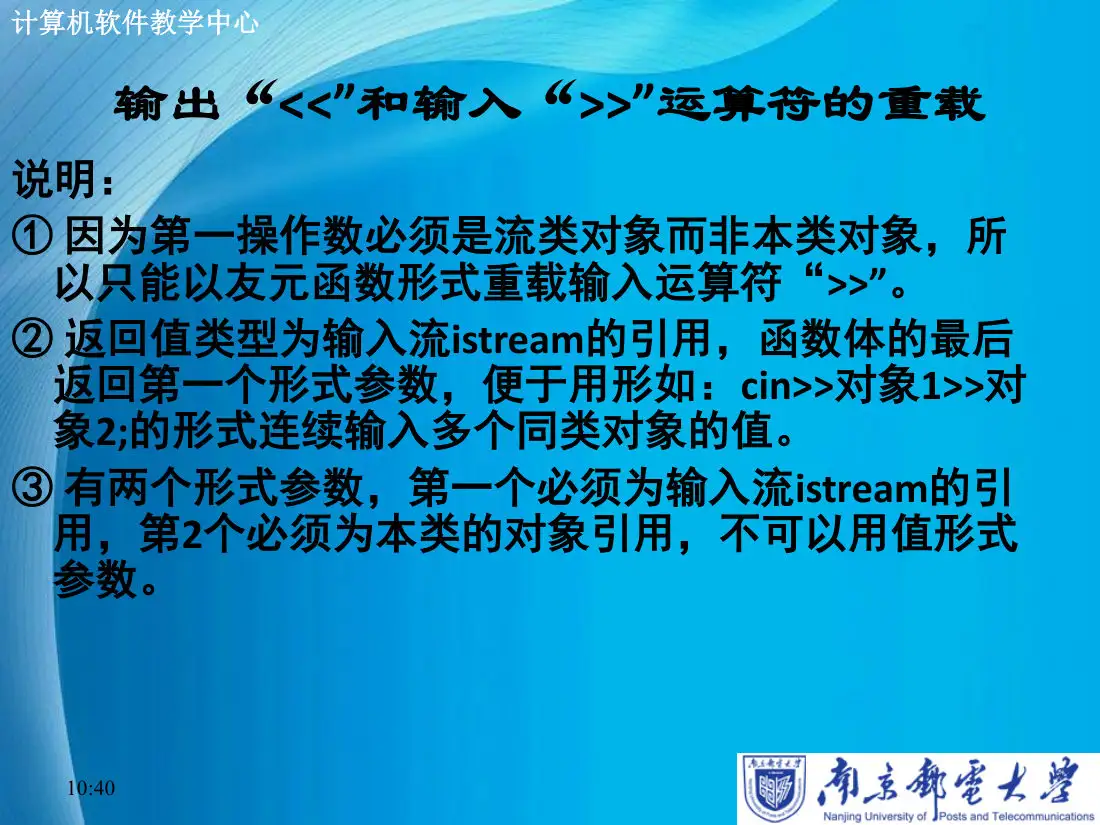 计算机软件教学中心
输出“<<”和输入“>>”运算符的重载
说明：
① 因为第一操作数必须是流类对象而非本类对象，所
以只能以友元函数形式重载输入运算符“>>”。
② 返回值类型为输入流istream的引用，函数体的最后
返回第一个形式参数，便于用形如：cin>>对象1>>对
象2;的形式连续输入多个同类对象的值。
③ 有两个形式参数，第一个必须为输入流istream的引
用，第2个必须为本类的对象引用，不可以用值形式
参数。
10:40
南京郵電大學
Nanjing University of Posts and Telecommunications